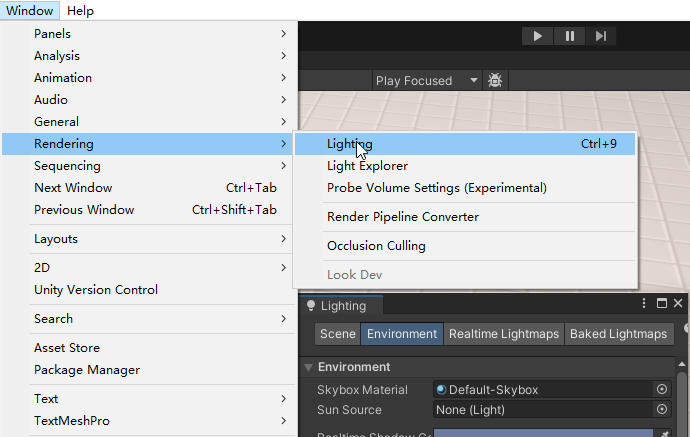 Window Help
Panels
Analysis
Animation
Audio
General
Rendering
Sequencing
Next Window Ctrl+Tab
Previous Window Ctrl+Shift+Tab
Layouts
2D
Unity Version Control
Search
Asset Store
Package Manager
Text
TextMeshPro
Play Focused
Lighting Ctrl+9
Light Explorer
Probe Volume Settings (Experimental)
Render Pipeline Converter
Occlusion Culling
Look Dev
Lighting
Scene Environment Realtime Lightmaps Baked Lightmaps
Environment
Skybox Material Default-Skybox
Sun Source None (Light)
Realtime Shadow